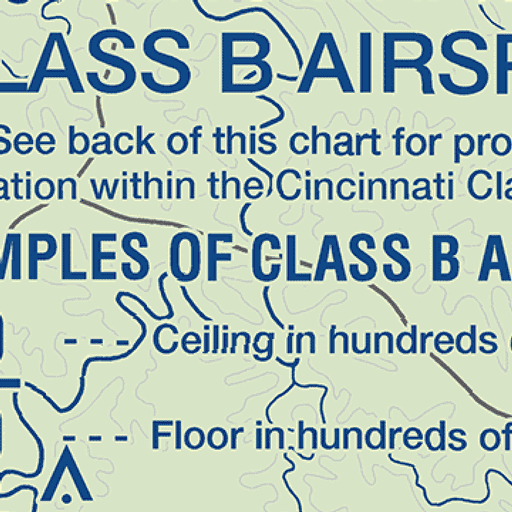 LASS B AIRSP
See back of this chart for pro
ation within the Cincinnati Cla
MPLES OF CLASS B A
--- Ceiling in hundreds
--- Floor in hundreds of